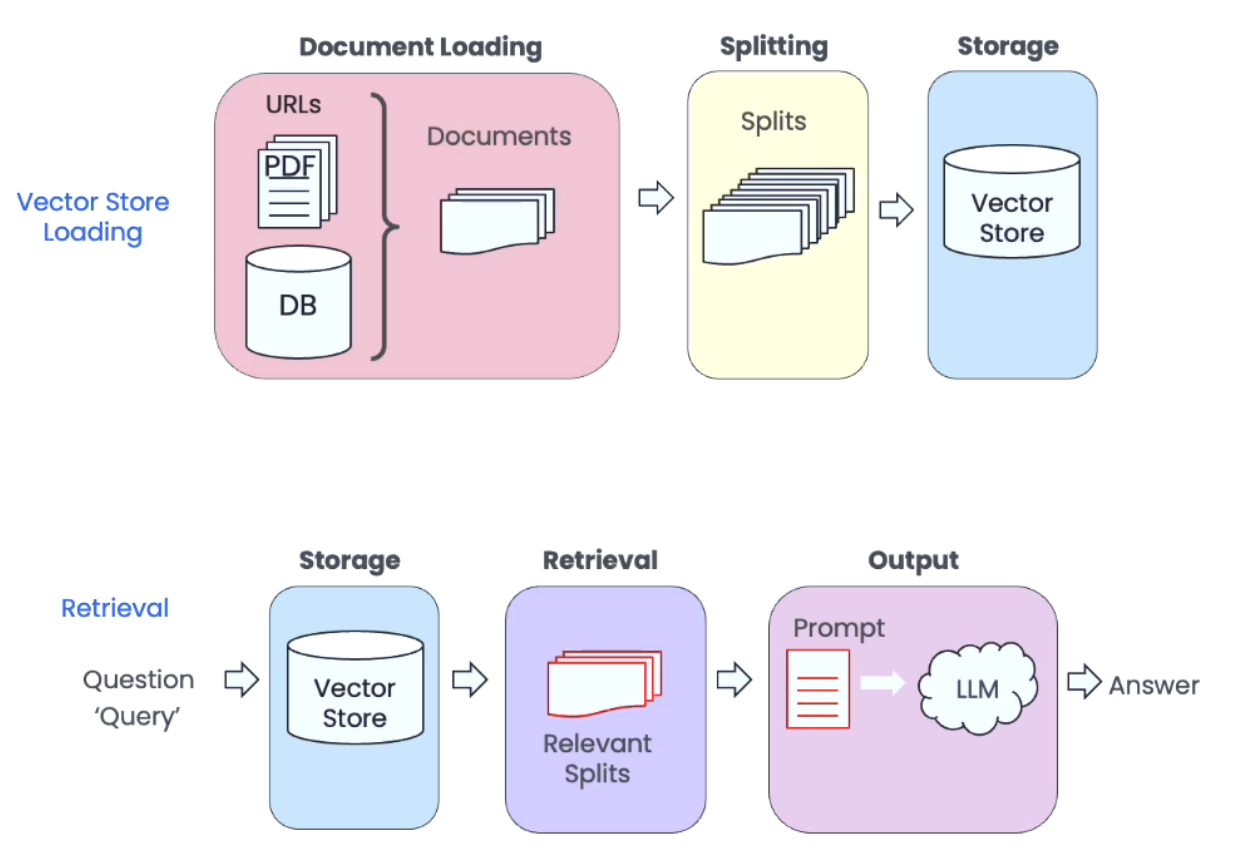 Document Loading
Splitting
Storage
URLs
PDF
DB
Documents
Splits
Vector
Store
Vector Store
Loading
Storage
Retrieval
Output
Retrieval
Question
‘Query’
Vector
Store
Relevant
Splits
Prompt
LLM
Answer